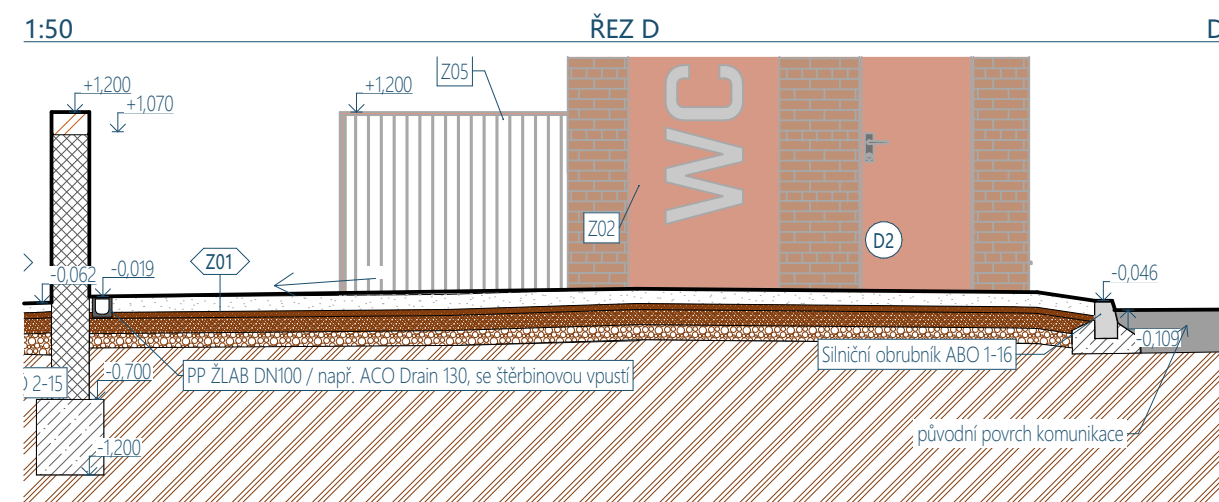 1:50
ŘEZ D
D
+1,200
+1,070
+1,200
Z05
WC
Z02
D2
-0,062
-0,019
Z01
-0,046
-0,109
Silniční obrubník ABO 1-16
PP ŽLAB DN100 / např. ACO Drain 130, se štěrbinovou vpustí
-0,700
2-15
původní povrch komunikace
-1,200